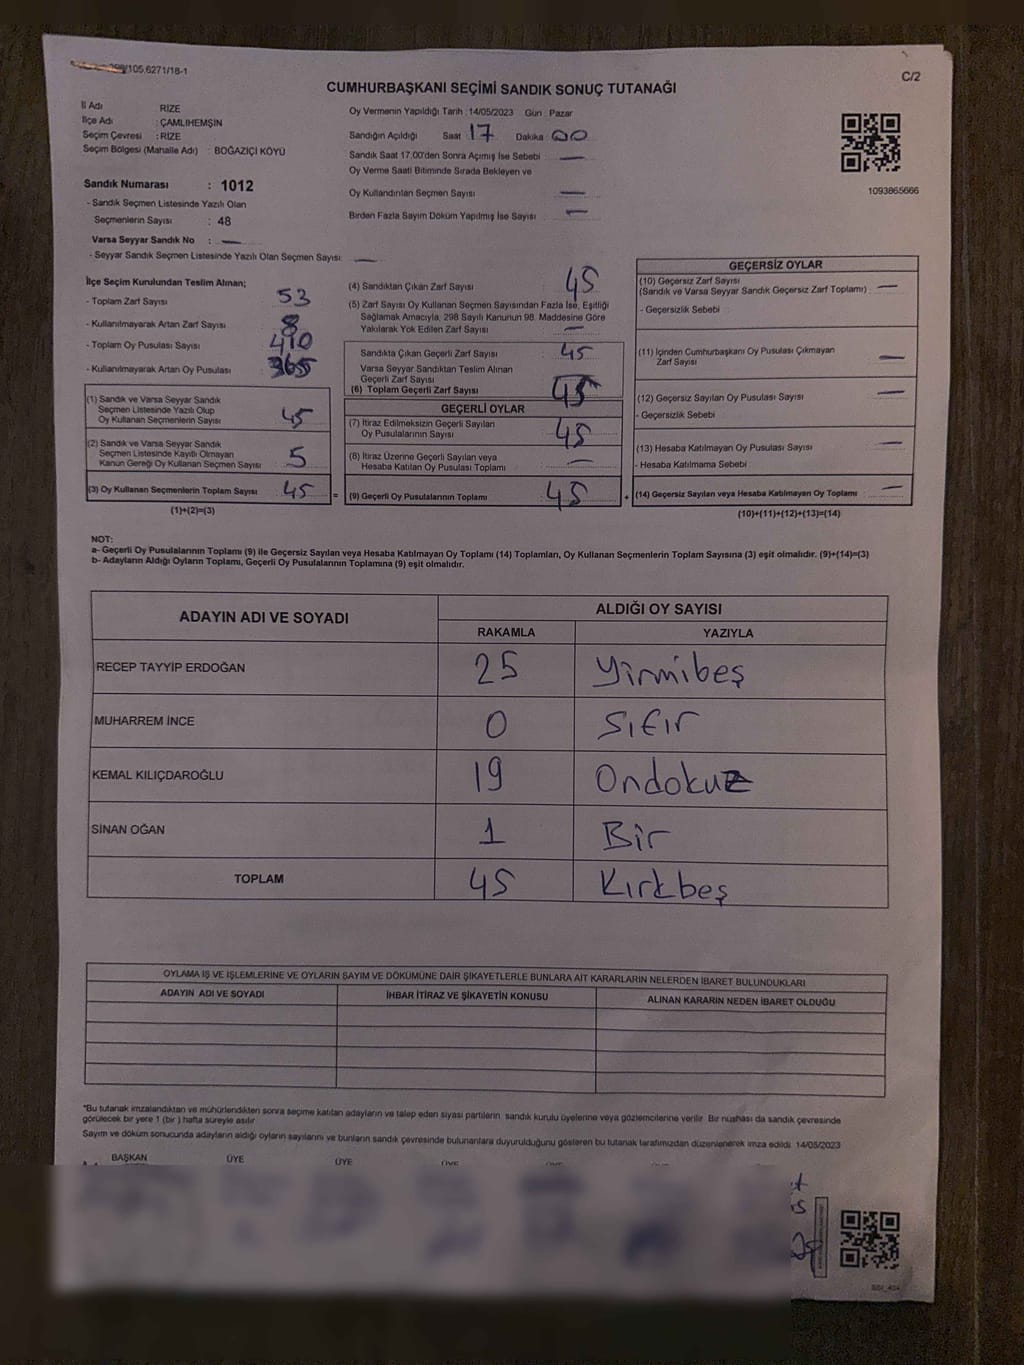 /105.6271/18-1
C/2
CUMHURBAŞKANI SEÇİMİ SANDIK SONUÇ TUTANAĞI
İl Adı RİZE
İlçe Adı : ÇAMLIHEMŞİN
Seçim Çevresi : RİZE
Seçim Bölgesi (Mahalle Adı) : BOĞAZİÇİ KÖYÜ
Sandık Numarası : 1012
- Sandık Seçmen Listesinde Yazılı Olan
Seçmenlerin Sayısı : 48
Varsa Seyyar Sandık No : —
- Seyyar Sandık Seçmen Listesinde Yazılı Olan Seçmen Sayısı: —
Oy Vermenin Yapıldığı Tarih :14/05/2023 Gün : Pazar
Sandığın Açıldığı Saat 17 Dakika 00
Sandık Saat 17.00'den Sonra Açılmış İse Sebebi —
Oy Verme Saati Bitiminde Sırada Bekleyen ve
Oy Kullandırılan Seçmen Sayısı —
Birden Fazla Sayım Döküm Yapılmış İse Sayısı —
1093865666
İlçe Seçim Kurulundan Teslim Alınan;
- Toplam Zarf Sayısı 53
- Kullanılmayarak Artan Zarf Sayısı 8
- Toplam Oy Pusulası Sayısı 410
- Kullanılmayarak Artan Oy Pusulası 365
(1) Sandık ve Varsa Seyyar Sandık
Seçmen Listesinde Yazılı Olup
Oy Kullanan Seçmenlerin Sayısı 45
(2) Sandık ve Varsa Seyyar Sandık
Seçmen Listesinde Kayıtlı Olmayan
Kanun Gereği Oy Kullanan Seçmen Sayısı 5
(3) Oy Kullanan Seçmenlerin Toplam Sayısı 45
(1)+(2)=(3)
(4) Sandıktan Çıkan Zarf Sayısı 45
(5) Zarf Sayısı Oy Kullanan Seçmen Sayısından Fazla İse, Eşitliği
Sağlamak Amacıyla, 298 Sayılı Kanunun 98. Maddesine Göre
Yakılarak Yok Edilen Zarf Sayısı —
Sandıkta Çıkan Geçerli Zarf Sayısı 45
Varsa Seyyar Sandıktan Teslim Alınan
Geçerli Zarf Sayısı
(6) Toplam Geçerli Zarf Sayısı 45
GEÇERLİ OYLAR
(7) İtiraz Edilmeksizin Geçerli Sayılan
Oy Pusulalarının Sayısı 45
(8) İtiraz Üzerine Geçerli Sayılan veya
Hesaba Katılan Oy Pusulası Toplamı —
= (9) Geçerli Oy Pusulalarının Toplamı 45
GEÇERSİZ OYLAR
(10) Geçersiz Zarf Sayısı
(Sandık ve Varsa Seyyar Sandık Geçersiz Zarf Toplamı) : —
- Geçersizlik Sebebi :
(11) İçinden Cumhurbaşkanı Oy Pusulası Çıkmayan
Zarf Sayısı —
(12) Geçersiz Sayılan Oy Pusulası Sayısı —
- Geçersizlik Sebebi
(13) Hesaba Katılmayan Oy Pusulası Sayısı —
- Hesaba Katılmama Sebebi
+ (14) Geçersiz Sayılan veya Hesaba Katılmayan Oy Toplamı —
(10)+(11)+(12)+(13)=(14)
NOT:
a- Geçerli Oy Pusulalarının Toplamı (9) ile Geçersiz Sayılan veya Hesaba Katılmayan Oy Toplamı (14) Toplamları, Oy Kullanan Seçmenlerin Toplam Sayısına (3) eşit olmalıdır. (9)+(14)=(3)
b- Adayların Aldığı Oyların Toplamı, Geçerli Oy Pusulalarının Toplamına (9) eşit olmalıdır.
ADAYIN ADI VE SOYADI ALDIĞI OY SAYISI
RAKAMLA YAZIYLA
RECEP TAYYİP ERDOĞAN 25 Yirmibeş
MUHARREM İNCE 0 Sıfır
KEMAL KILIÇDAROĞLU 19 Ondokuz
SİNAN OĞAN 1 Bir
TOPLAM 45 Kırkbeş
OYLAMA İŞ VE İŞLEMLERİNE VE OYLARIN SAYIM VE DÖKÜMÜNE DAİR ŞİKAYETLERLE BUNLARA AİT KARARLARIN NELERDEN İBARET BULUNDUKLARI
ADAYIN ADI VE SOYADI İHBAR İTİRAZ VE ŞİKAYETİN KONUSU ALINAN KARARIN NEDEN İBARET OLDUĞU
*Bu tutanak imzalandıktan ve mühürlendikten sonra seçime katılan adayların ve talep eden siyasi partilerin sandık kurulu üyelerine veya gözlemcilerine verilir. Bir nüshası da sandık çevresinde
görülecek bir yere 1 (bir) hafta süreyle asılır.
Sayım ve döküm sonucunda adayların aldığı oyların sayılarını ve bunların sandık çevresinde bulunanlara duyurulduğunu gösteren bu tutanak tarafımızdan düzenlenerek imza edildi. 14/05/2023
BAŞKAN ÜYE ÜYE ÜYE